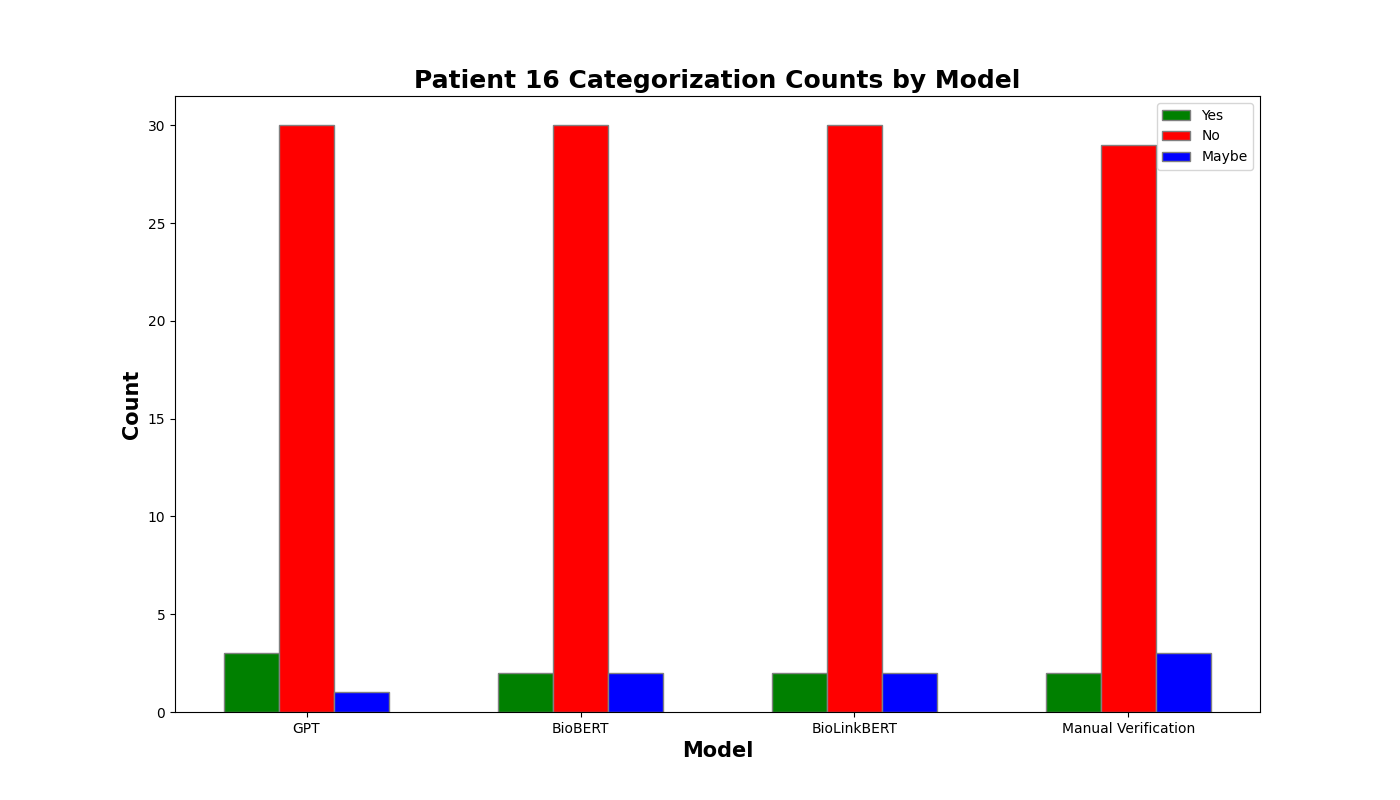 Patient 16 Categorization Counts by Model
Yes
No
Maybe
30
25
20
15
10
5
0
Count
GPT
BioBERT
BioLinkBERT
Manual Verification
Model